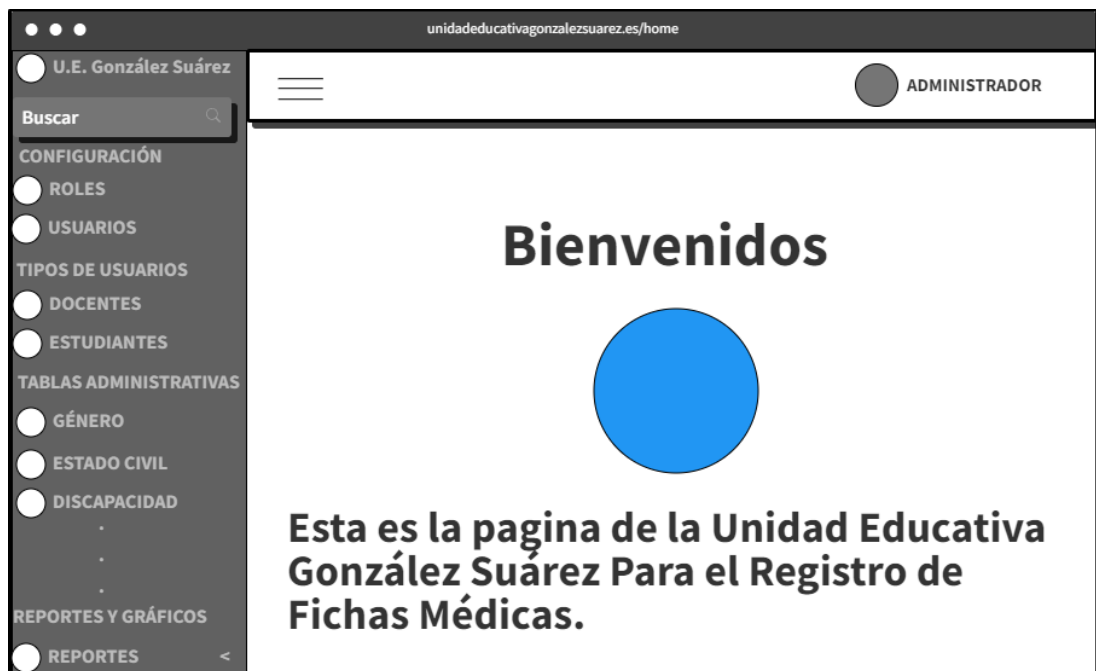 unidadeducativagonzalezsuarez.es/home
U.E. González Suárez
Buscar
CONFIGURACIÓN
ROLES
USUARIOS
TIPOS DE USUARIOS
DOCENTES
ESTUDIANTES
TABLAS ADMINISTRATIVAS
GÉNERO
ESTADO CIVIL
DISCAPACIDAD
.
.
.
REPORTES Y GRÁFICOS
REPORTES <
ADMINISTRADOR
Bienvenidos
Esta es la pagina de la Unidad Educativa
González Suárez Para el Registro de
Fichas Médicas.